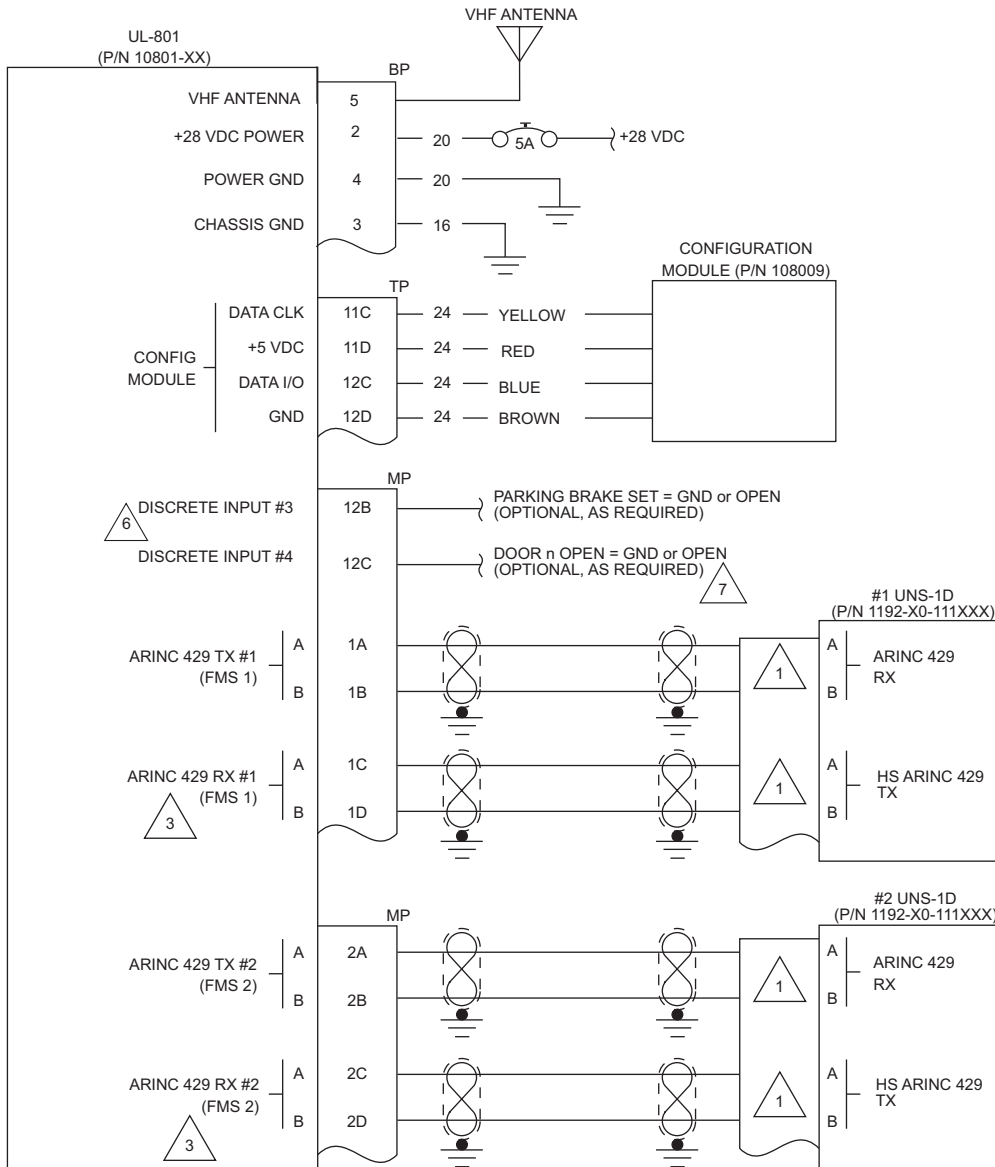 VHF ANTENNA
UL-801
(P/N 10801-XX)
BP
VHF ANTENNA 5
+28 VDC POWER 2 20 5A +28 VDC
POWER GND 4 20
CHASSIS GND 3 16
CONFIGURATION
MODULE (P/N 108009)
TP
CONFIG
MODULE
DATA CLK 11C 24 YELLOW
+5 VDC 11D 24 RED
DATA I/O 12C 24 BLUE
GND 12D 24 BROWN
MP
6 DISCRETE INPUT #3 12B PARKING BRAKE SET = GND or OPEN
(OPTIONAL, AS REQUIRED)
DISCRETE INPUT #4 12C DOOR n OPEN = GND or OPEN
(OPTIONAL, AS REQUIRED) 7
#1 UNS-1D
(P/N 1192-X0-111XXX)
ARINC 429 TX #1
(FMS 1)
A 1A 1 A
B 1B B
ARINC 429
RX
ARINC 429 RX #1
(FMS 1)
3
A 1C 1 A
B 1D B
HS ARINC 429
TX
#2 UNS-1D
(P/N 1192-X0-111XXX)
MP
ARINC 429 TX #2
(FMS 2)
A 2A 1 A
B 2B B
ARINC 429
RX
ARINC 429 RX #2
(FMS 2)
3
A 2C 1 A
B 2D B
HS ARINC 429
TX